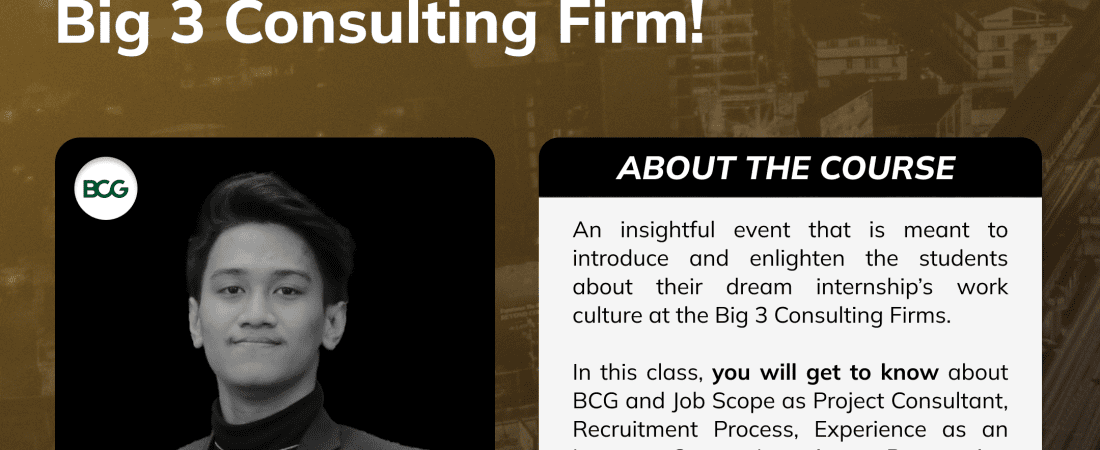 Big 3 Consulting Firm!
BCG
ABOUT THE COURSE
An insightful event that is meant to
introduce and enlighten the students
about their dream internship's work
culture at the Big 3 Consulting Firms.
In this class, you will get to know about
BCG and Job Scope as Project Consultant,
Recruitment Process, Experience as an